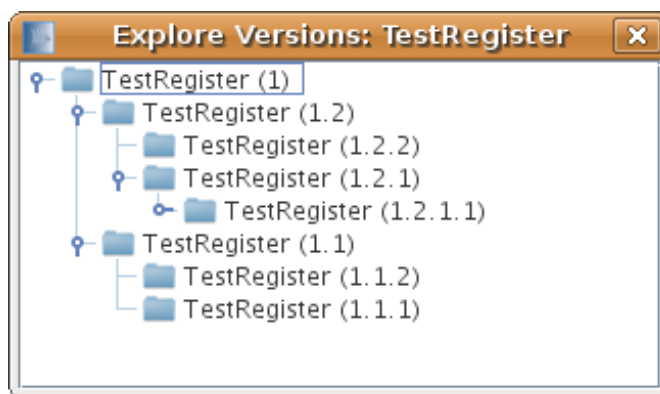 Explore Versions: TestRegister
TestRegister (1)
TestRegister (1.2)
TestRegister (1.2.2)
TestRegister (1.2.1)
TestRegister (1.2.1.1)
TestRegister (1.1)
TestRegister (1.1.2)
TestRegister (1.1.1)